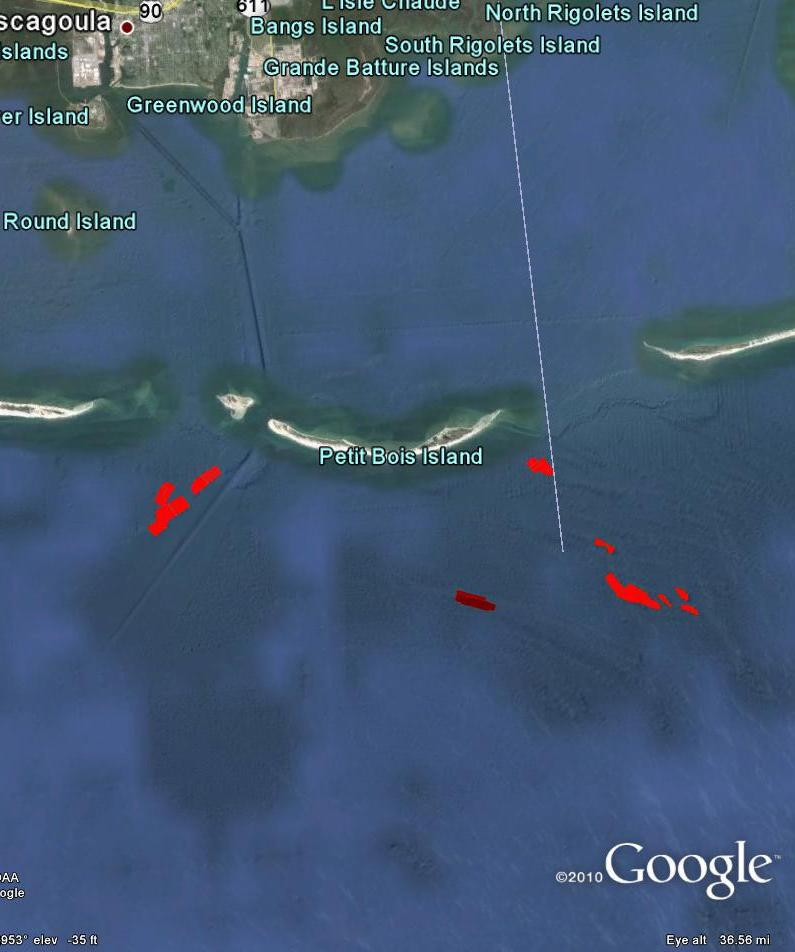 L'Isle Chaude
North Rigolets Island
scagoula
90
611
Bangs Island
South Rigolets Island
slands
Grande Batture Islands
Greenwood Island
er Island
Round Island
Petit Bois Island
©2010 Google™
OAA
ogle
953° elev -35 ft
Eye alt 36.56 mi